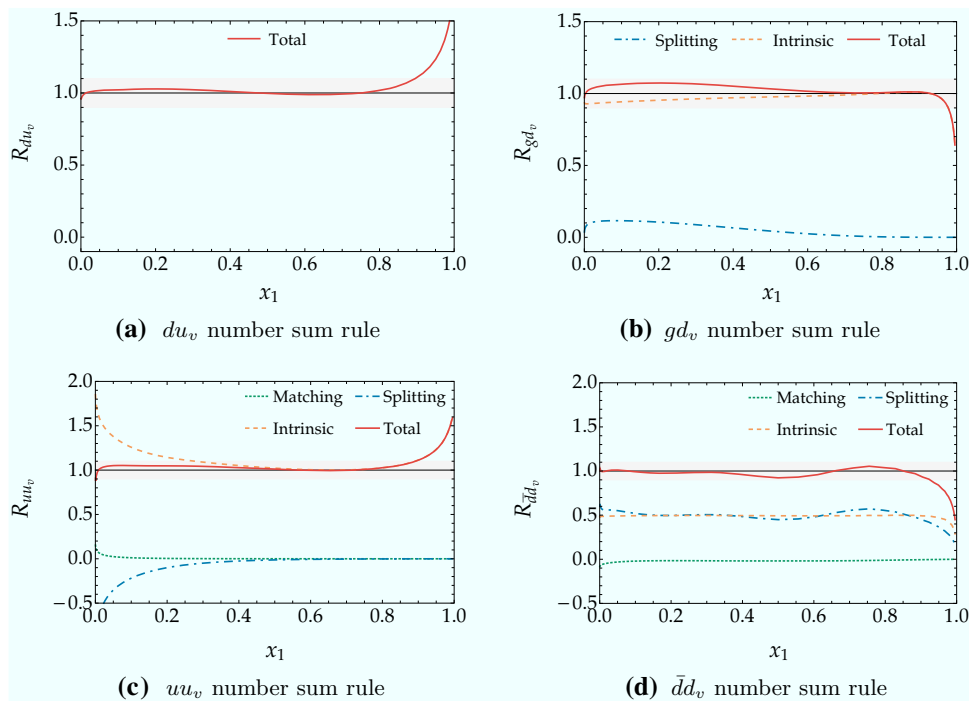 Total
1.5
1.0
0.5
0.0
R_{du_v}
0.0 0.2 0.4 0.6 0.8 1.0
x₁
(a) du_v number sum rule
Splitting Intrinsic Total
1.5
1.0
0.5
0.0
R_{gd_v}
0.0 0.2 0.4 0.6 0.8 1.0
x₁
(b) gd_v number sum rule
Matching Splitting
Intrinsic Total
2.0
1.5
1.0
0.5
0.0
−0.5
R_{uu_v}
0.0 0.2 0.4 0.6 0.8 1.0
x₁
(c) uu_v number sum rule
Matching Splitting
Intrinsic Total
2.0
1.5
1.0
0.5
0.0
−0.5
R_{d̄d_v}
0.0 0.2 0.4 0.6 0.8 1.0
x₁
(d) d̄d_v number sum rule